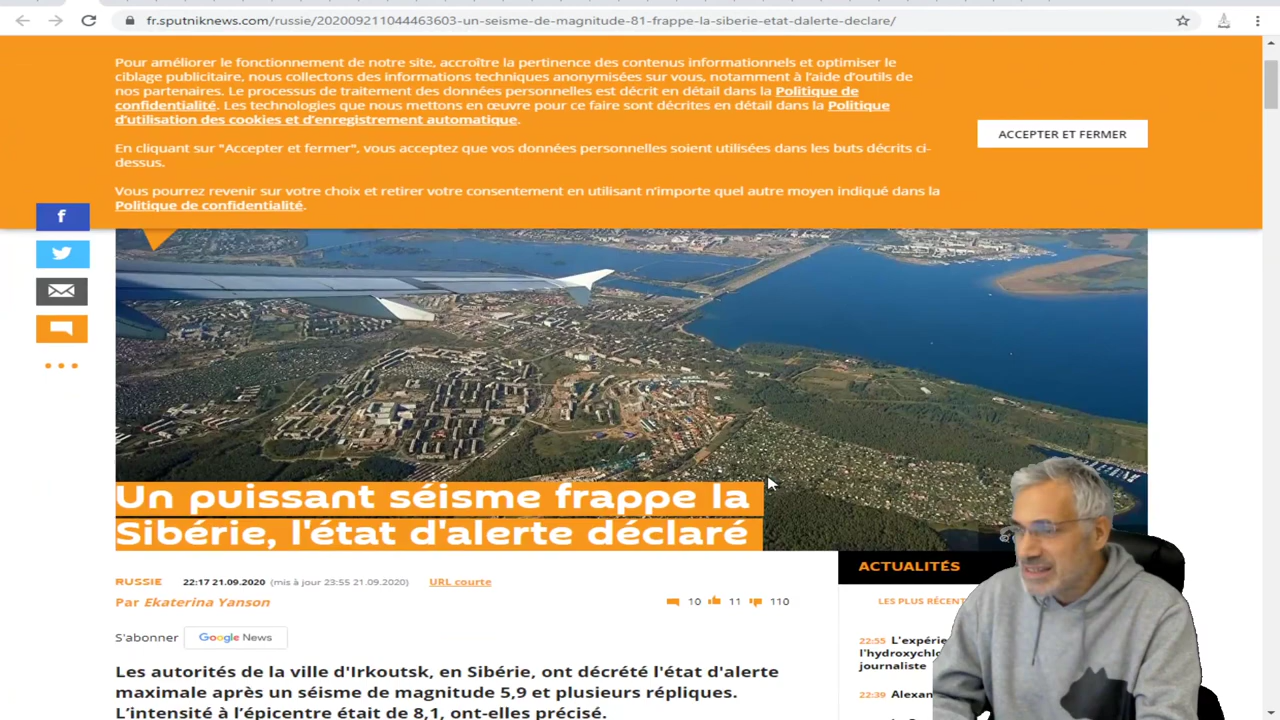 fr.sputniknews.com/russie/202009211044463603-un-seisme-de-magnitude-81-frappe-la-siberie-etat-dalerte-declare/
Pour améliorer le fonctionnement de notre site, accroître la pertinence des contenus informationnels et optimiser le
ciblage publicitaire, nous collectons des informations techniques anonymisées sur vous, notamment à l'aide d'outils de
nos partenaires. Le processus de traitement des données personnelles est décrit en détail dans la Politique de
confidentialité. Les technologies que nous mettons en œuvre pour ce faire sont décrites en détail dans la Politique
d'utilisation des cookies et d'enregistrement automatique.
En cliquant sur "Accepter et fermer", vous acceptez que vos données personnelles soient utilisées dans les buts décrits ci-
dessus.
Vous pourrez revenir sur votre choix et retirer votre consentement en utilisant n'importe quel autre moyen indiqué dans la
Politique de confidentialité.
ACCEPTER ET FERMER
f
Un puissant séisme frappe la
Sibérie, l'état d'alerte déclaré
RUSSIE 22:17 21.09.2020 (mis à jour 23:55 21.09.2020) URL courte
Par Ekaterina Yanson
10 11 110
S'abonner Google News
Les autorités de la ville d'Irkoutsk, en Sibérie, ont décrété l'état d'alerte
maximale après un séisme de magnitude 5,9 et plusieurs répliques.
L'intensité à l'épicentre était de 8,1, ont-elles précisé.
ACTUALITÉS
LES PLUS
22:55 L'expérie
l'hydroxychlo
journaliste
22:39 Alexan